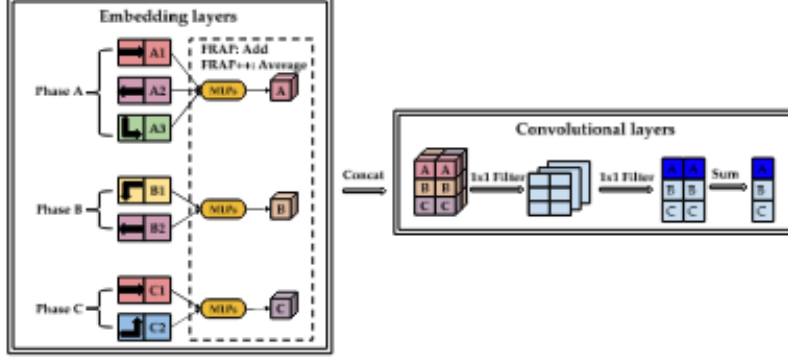 Embedding layers
FRAP: Add
FRAP++: Average
Phase A
A1
A2
A3
MLPs
A
Phase B
B1
B2
MLPs
B
Phase C
C1
C2
MLPs
C
Concat
Convolutional layers
A A
B B
C C
1x1 Filter
1x1 Filter
A A
B B
C C
Sum
A
B
C